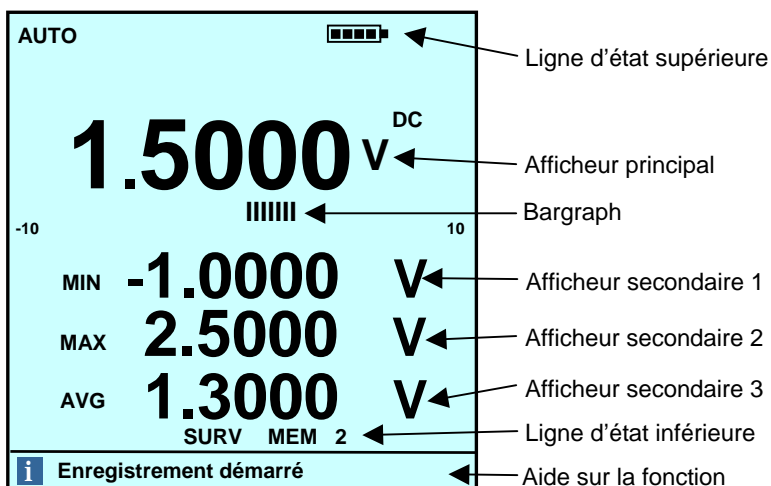 AUTO
Ligne d'état supérieure
DC
1.5000 V
Afficheur principal
Bargraph
-10
10
MIN -1.0000 V
Afficheur secondaire 1
MAX 2.5000 V
Afficheur secondaire 2
AVG 1.3000 V
Afficheur secondaire 3
SURV MEM 2
Ligne d'état inférieure
i Enregistrement démarré
Aide sur la fonction